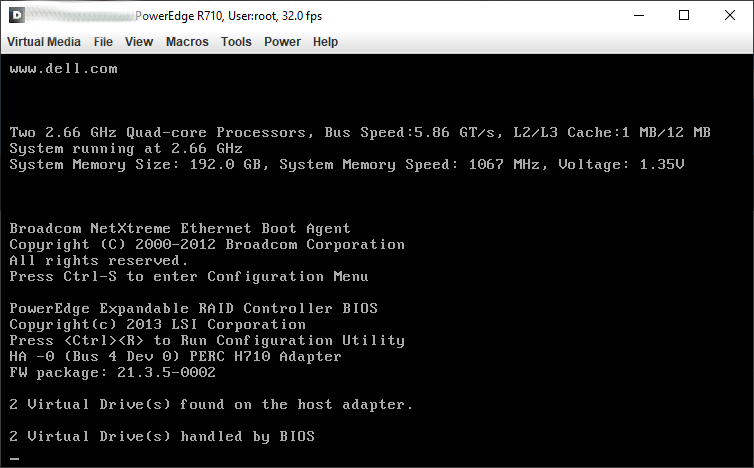 PowerEdge R710, User:root, 32.0 fps
Virtual Media File View Macros Tools Power Help
www.dell.com
Two 2.66 GHz Quad-core Processors, Bus Speed:5.86 GT/s, L2/L3 Cache:1 MB/12 MB
System running at 2.66 GHz
System Memory Size: 192.0 GB, System Memory Speed: 1067 MHz, Voltage: 1.35V
Broadcom NetXtreme Ethernet Boot Agent
Copyright (C) 2000-2012 Broadcom Corporation
All rights reserved.
Press Ctrl-S to enter Configuration Menu
PowerEdge Expandable RAID Controller BIOS
Copyright(c) 2013 LSI Corporation
Press <Ctrl><R> to Run Configuration Utility
HA -0 (Bus 4 Dev 0) PERC H710 Adapter
FW package: 21.3.5-0002
2 Virtual Drive(s) found on the host adapter.
2 Virtual Drive(s) handled by BIOS
_